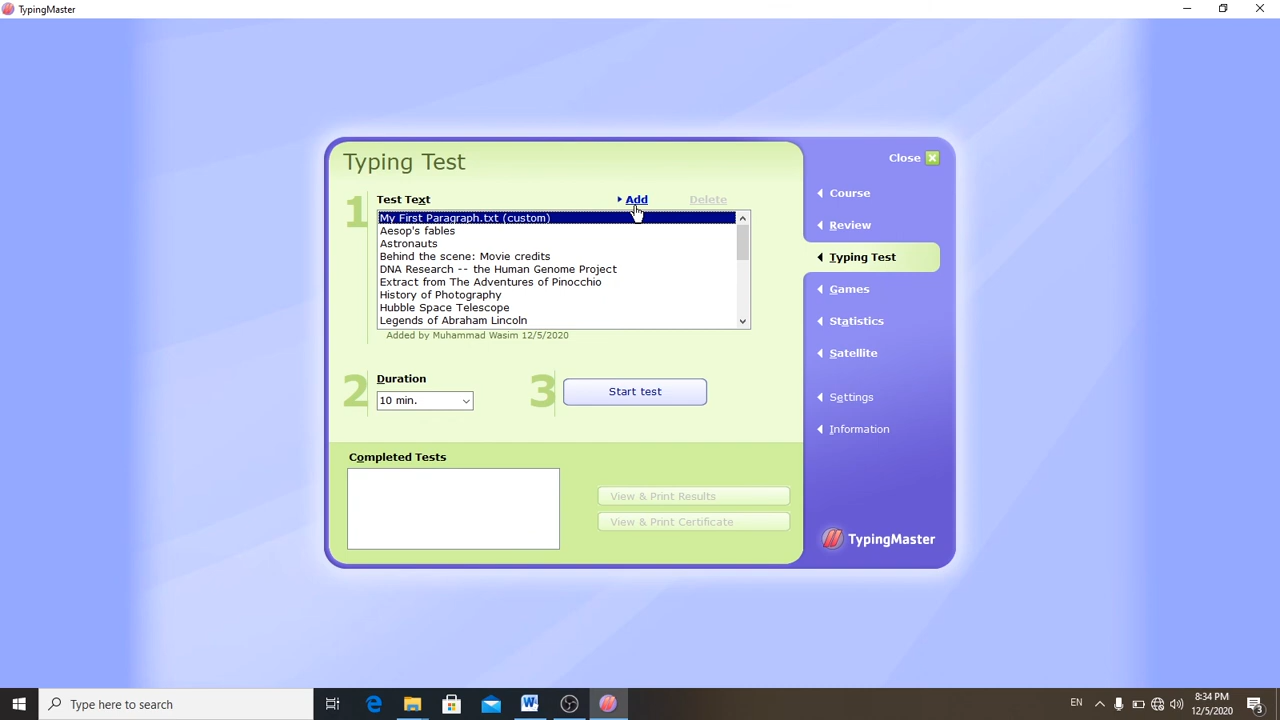 TypingMaster
Typing Test
Close
1
Test Text
Add
Delete
My First Paragraph.txt (custom)
Aesop's fables
Astronauts
Behind the scene: Movie credits
DNA Research -- the Human Genome Project
Extract from The Adventures of Pinocchio
History of Photography
Hubble Space Telescope
Legends of Abraham Lincoln
Added by Muhammad Wasim 12/5/2020
2
Duration
10 min.
3
Start test
Completed Tests
View & Print Results
View & Print Certificate
Course
Review
Typing Test
Games
Statistics
Satellite
Settings
Information
TypingMaster
Type here to search
EN
8:34 PM
12/5/2020
3